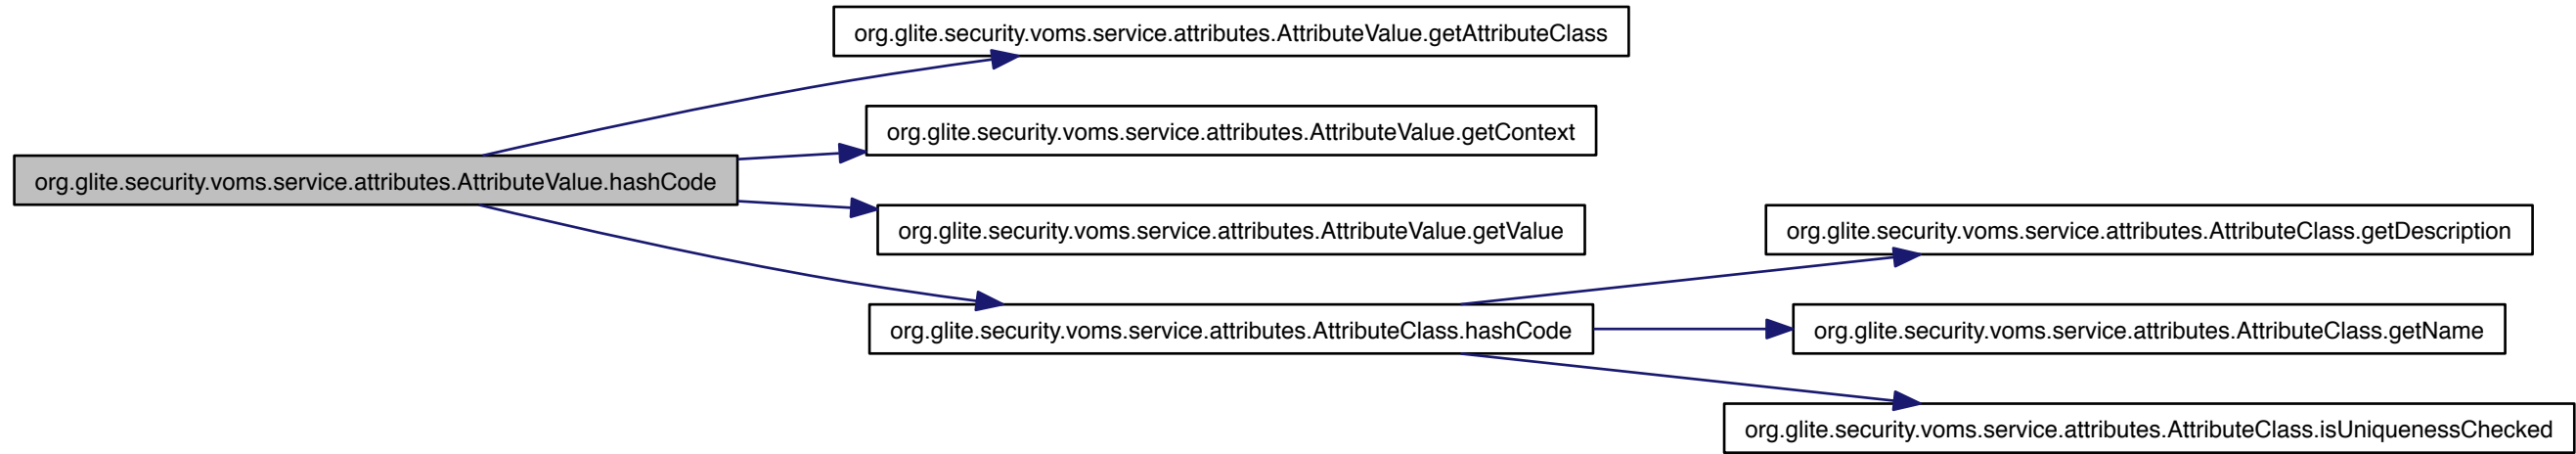 org.glite.security.voms.service.attributes.AttributeValue.getAttributeClass
org.glite.security.voms.service.attributes.AttributeValue.getContext
org.glite.security.voms.service.attributes.AttributeValue.hashCode
org.glite.security.voms.service.attributes.AttributeValue.getValue
org.glite.security.voms.service.attributes.AttributeClass.getDescription
org.glite.security.voms.service.attributes.AttributeClass.hashCode
org.glite.security.voms.service.attributes.AttributeClass.getName
org.glite.security.voms.service.attributes.AttributeClass.isUniquenessChecked